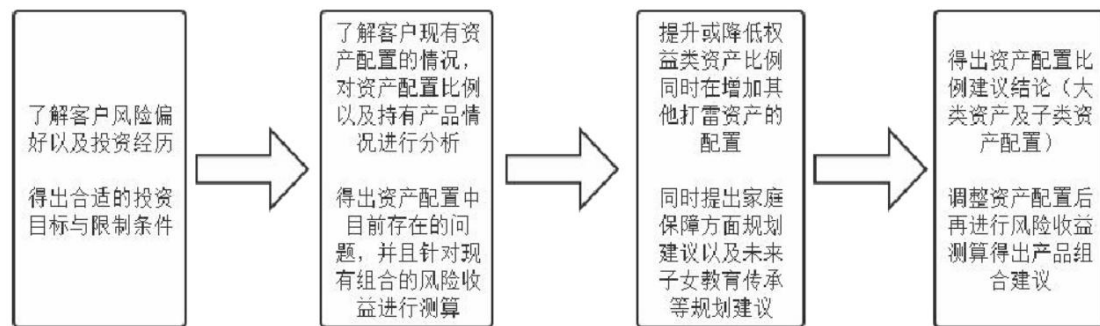 了解客户风险偏
好以及投资经历
得出合适的投资
目标与限制条件
了解客户现有资
产配置的情况，
对资产配置比例
以及持有产品情
况进行分析
得出资产配置中
目前存在的问
题，并且针对现
有组合的风险收
益进行测算
提升或降低权
益类资产比例
同时在增加其
他打雷资产的
配置
同时提出家庭
保障方面规划
建议以及未来
子女教育传承
等规划建议
得出资产配置比
例建议结论（大
类资产及子类资
产配置）
调整资产配置后
再进行风险收益
测算得出产品组
合建议